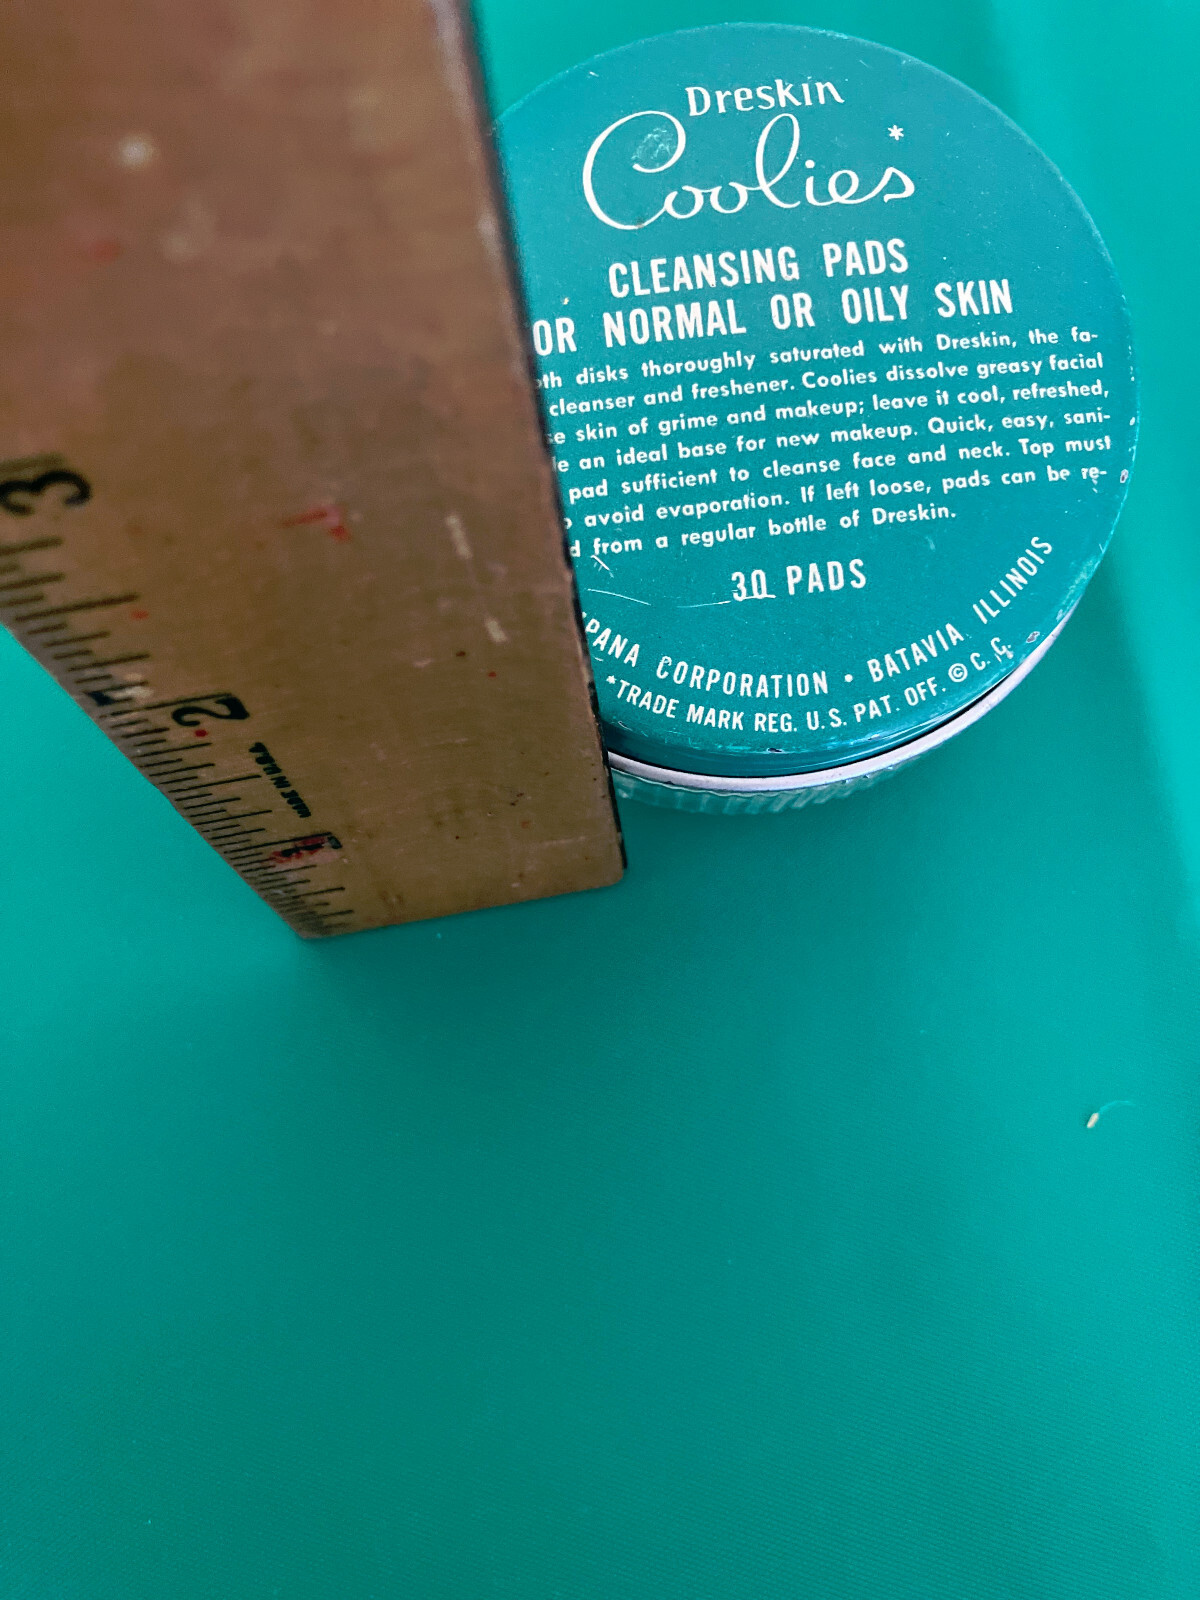 Dreskin
Coolies*
CLEANSING PADS
OR NORMAL OR OILY SKIN
oth disks thoroughly saturated with Dreskin, the fa-
cleanser and freshener. Coolies dissolve greasy facial
e skin of grime and makeup; leave it cool, refreshed,
e an ideal base for new makeup. Quick, easy, sani-
pad sufficient to cleanse face and neck. Top must
o avoid evaporation. If left loose, pads can be re-
d from a regular bottle of Dreskin.
30 PADS
PANA CORPORATION • BATAVIA ILLINOIS
*TRADE MARK REG. U.S. PAT. OFF. © C. C.
3
2
MADE IN U.S.A.
1